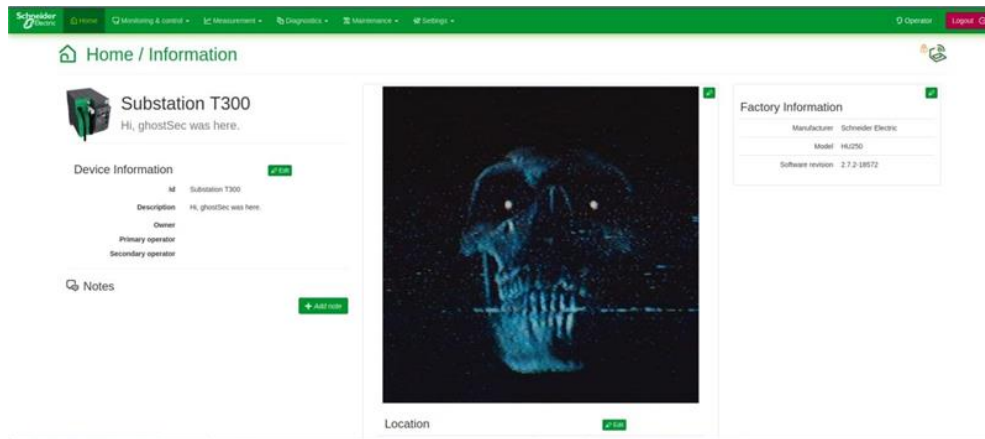 Schneider Electric Home Monitoring & control Measurement Diagnostics Maintenance Settings Operator Logout
Home / Information
Substation T300
Hi, ghostSec was here.
Device Information Edit
Id Substation T300
Description Hi, ghostSec was here.
Owner
Primary operator
Secondary operator
Notes
+ Add note
Location Edit
Factory Information
Manufacturer Schneider Electric
Model HU250
Software revision 2.7.2-18572